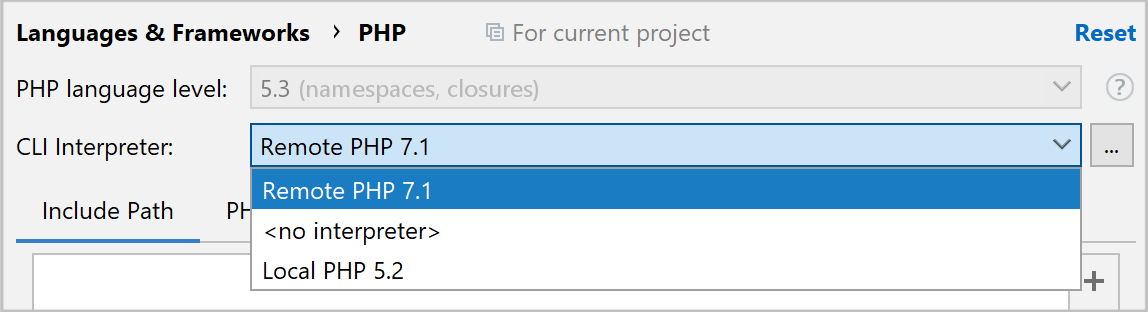 Languages & Frameworks › PHP For current project Reset
PHP language level: 5.3 (namespaces, closures) ?
CLI Interpreter: Remote PHP 7.1 ...
Remote PHP 7.1
Include Path PH
<no interpreter>
Local PHP 5.2
+